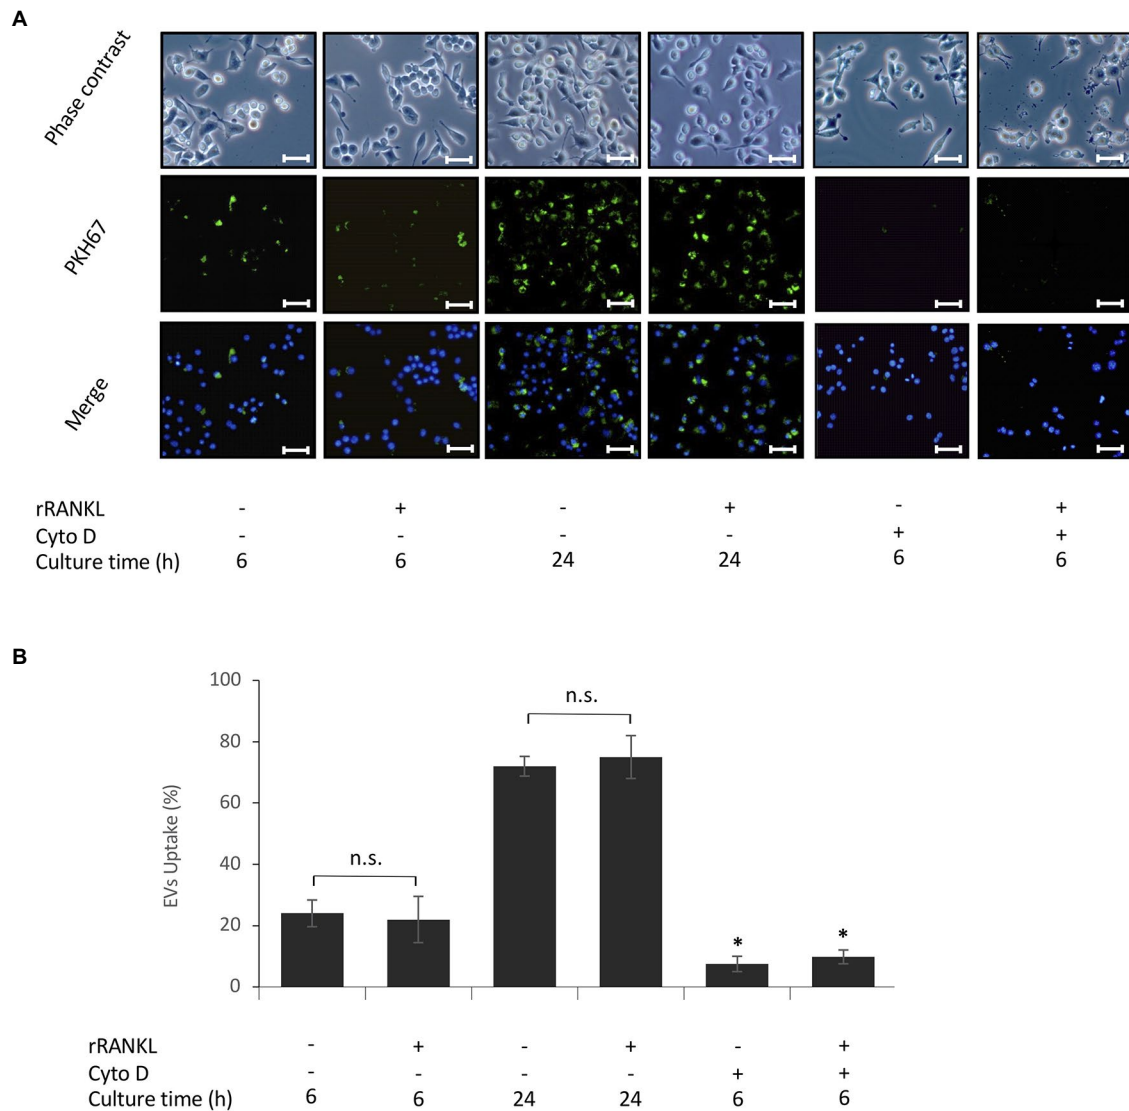 A
Phase contrast
PKH67
Merge
rRANKL - + - + - +
Cyto D - - - - + +
Culture time (h) 6 6 24 24 6 6
B
100
80
60
40
20
0
EVs Uptake (%)
n.s.
n.s.
*
*
rRANKL - + - + - +
Cyto D - - - - + +
Culture time (h) 6 6 24 24 6 6